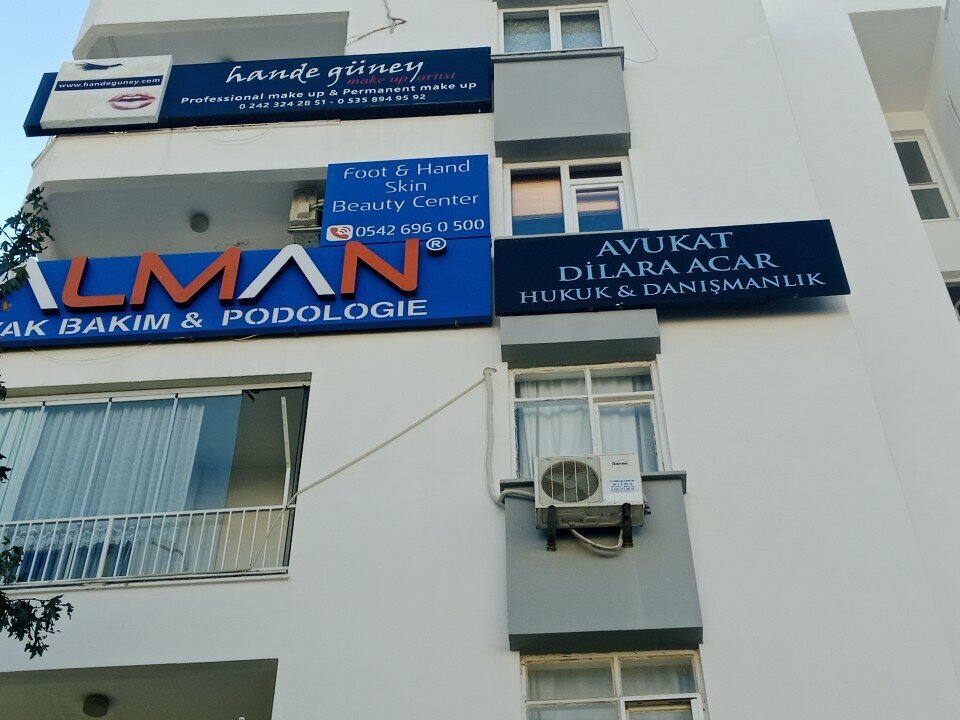 www.handeguney.com
hande güney
make up artist
Professional make up & Permanent make up
0 242 324 28 51 - 0 535 894 95 92
Foot & Hand
Skin
Beauty Center
0542 696 0 500
ALMAN®
BAKIM & PODOLOGIE
AVUKAT
DİLARA ACAR
HUKUK & DANIŞMANLIK